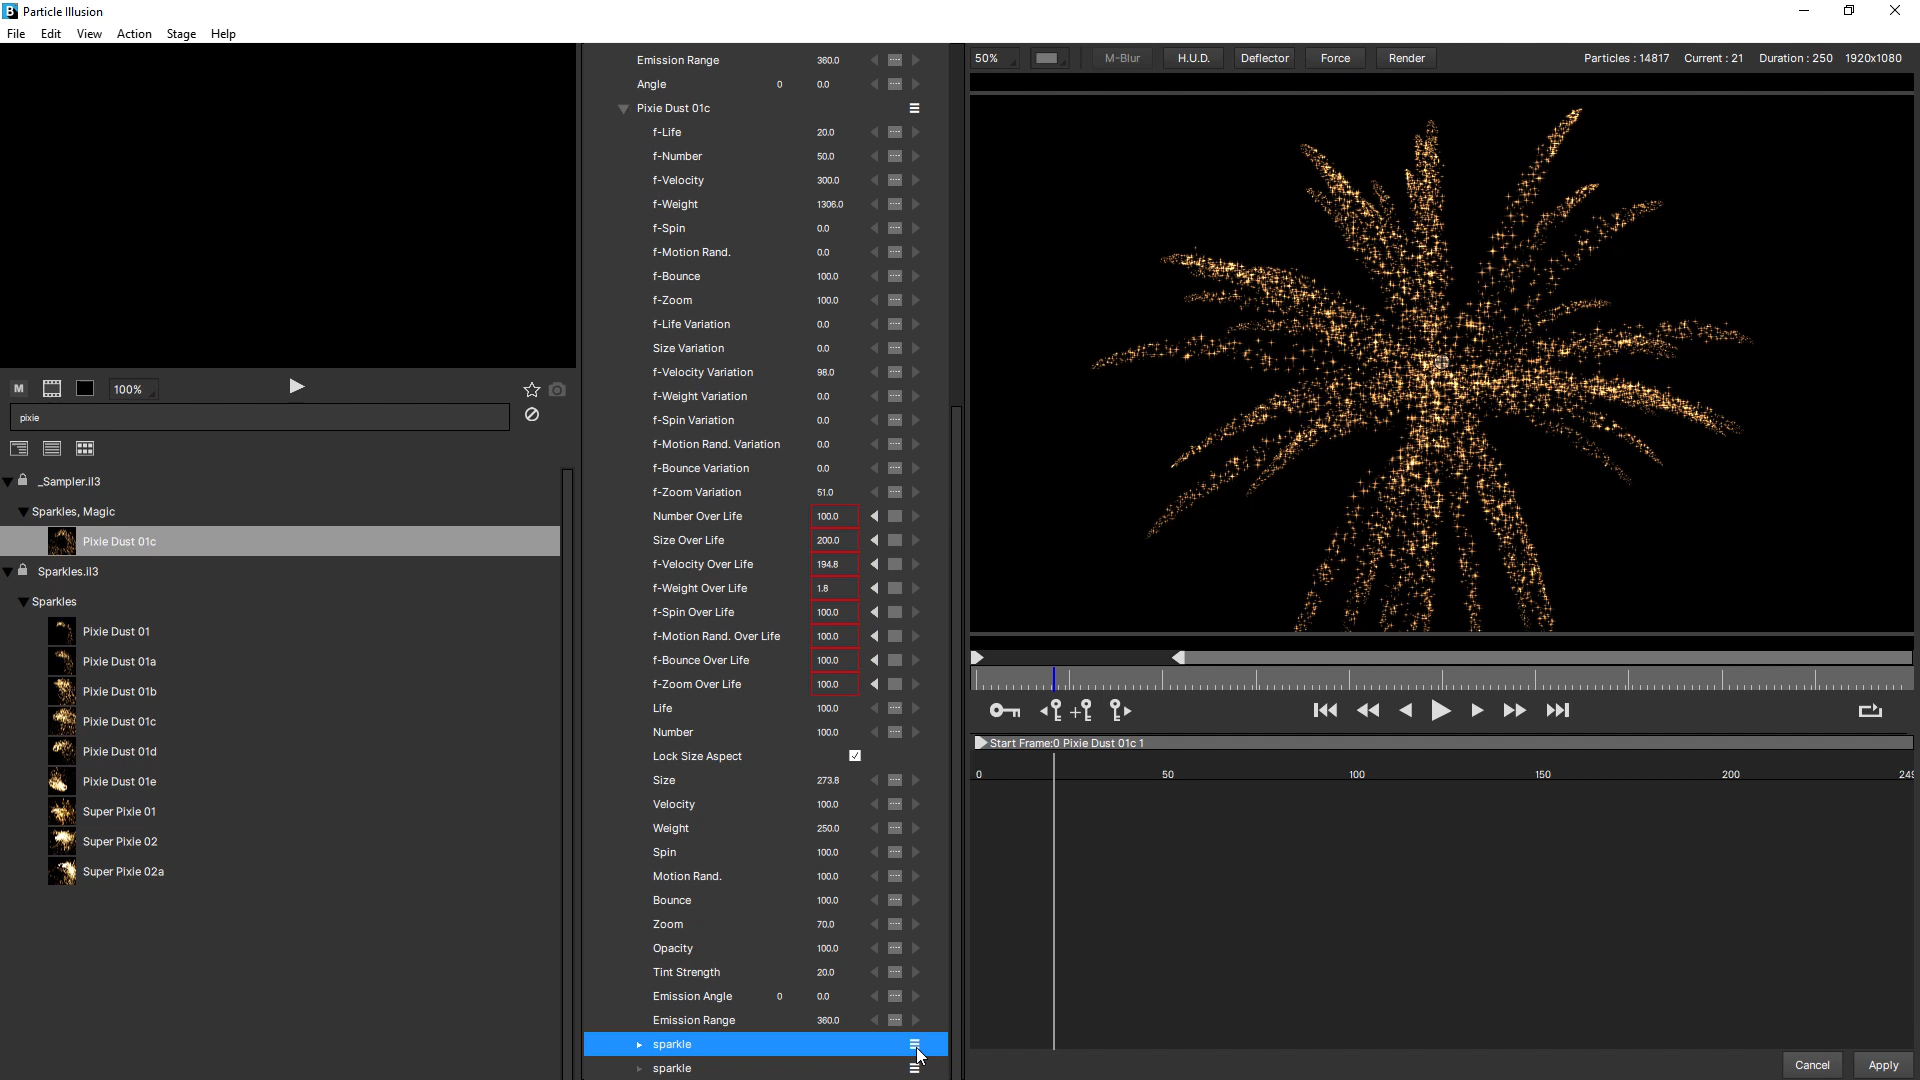 Particle Illusion
File Edit View Action Stage Help
100%
pixie
_Sampler.il3
Sparkles, Magic
Pixie Dust 01c
Sparkles.il3
Sparkles
Pixie Dust 01
Pixie Dust 01a
Pixie Dust 01b
Pixie Dust 01c
Pixie Dust 01d
Pixie Dust 01e
Super Pixie 01
Super Pixie 02
Super Pixie 02a
Emission Range 360.0
Angle 0 0.0
Pixie Dust 01c
f-Life 20.0
f-Number 50.0
f-Velocity 300.0
f-Weight 1306.0
f-Spin 0.0
f-Motion Rand. 0.0
f-Bounce 100.0
f-Zoom 100.0
f-Life Variation 0.0
Size Variation 0.0
f-Velocity Variation 98.0
f-Weight Variation 0.0
f-Spin Variation 0.0
f-Motion Rand. Variation 0.0
f-Bounce Variation 0.0
f-Zoom Variation 51.0
Number Over Life 100.0
Size Over Life 200.0
f-Velocity Over Life 194.8
f-Weight Over Life 1.8
f-Spin Over Life 100.0
f-Motion Rand. Over Life 100.0
f-Bounce Over Life 100.0
f-Zoom Over Life 100.0
Life 100.0
Number 100.0
Lock Size Aspect
Size 273.8
Velocity 100.0
Weight 250.0
Spin 100.0
Motion Rand. 100.0
Bounce 100.0
Zoom 70.0
Opacity 100.0
Tint Strength 20.0
Emission Angle 0 0.0
Emission Range 360.0
sparkle
sparkle
50% M-Blur H.U.D. Deflector Force Render Particles : 14817 Current : 21 Duration : 250 1920x1080
Start Frame:0 Pixie Dust 01c 1
0 50 100 150 200 249
Cancel Apply
M